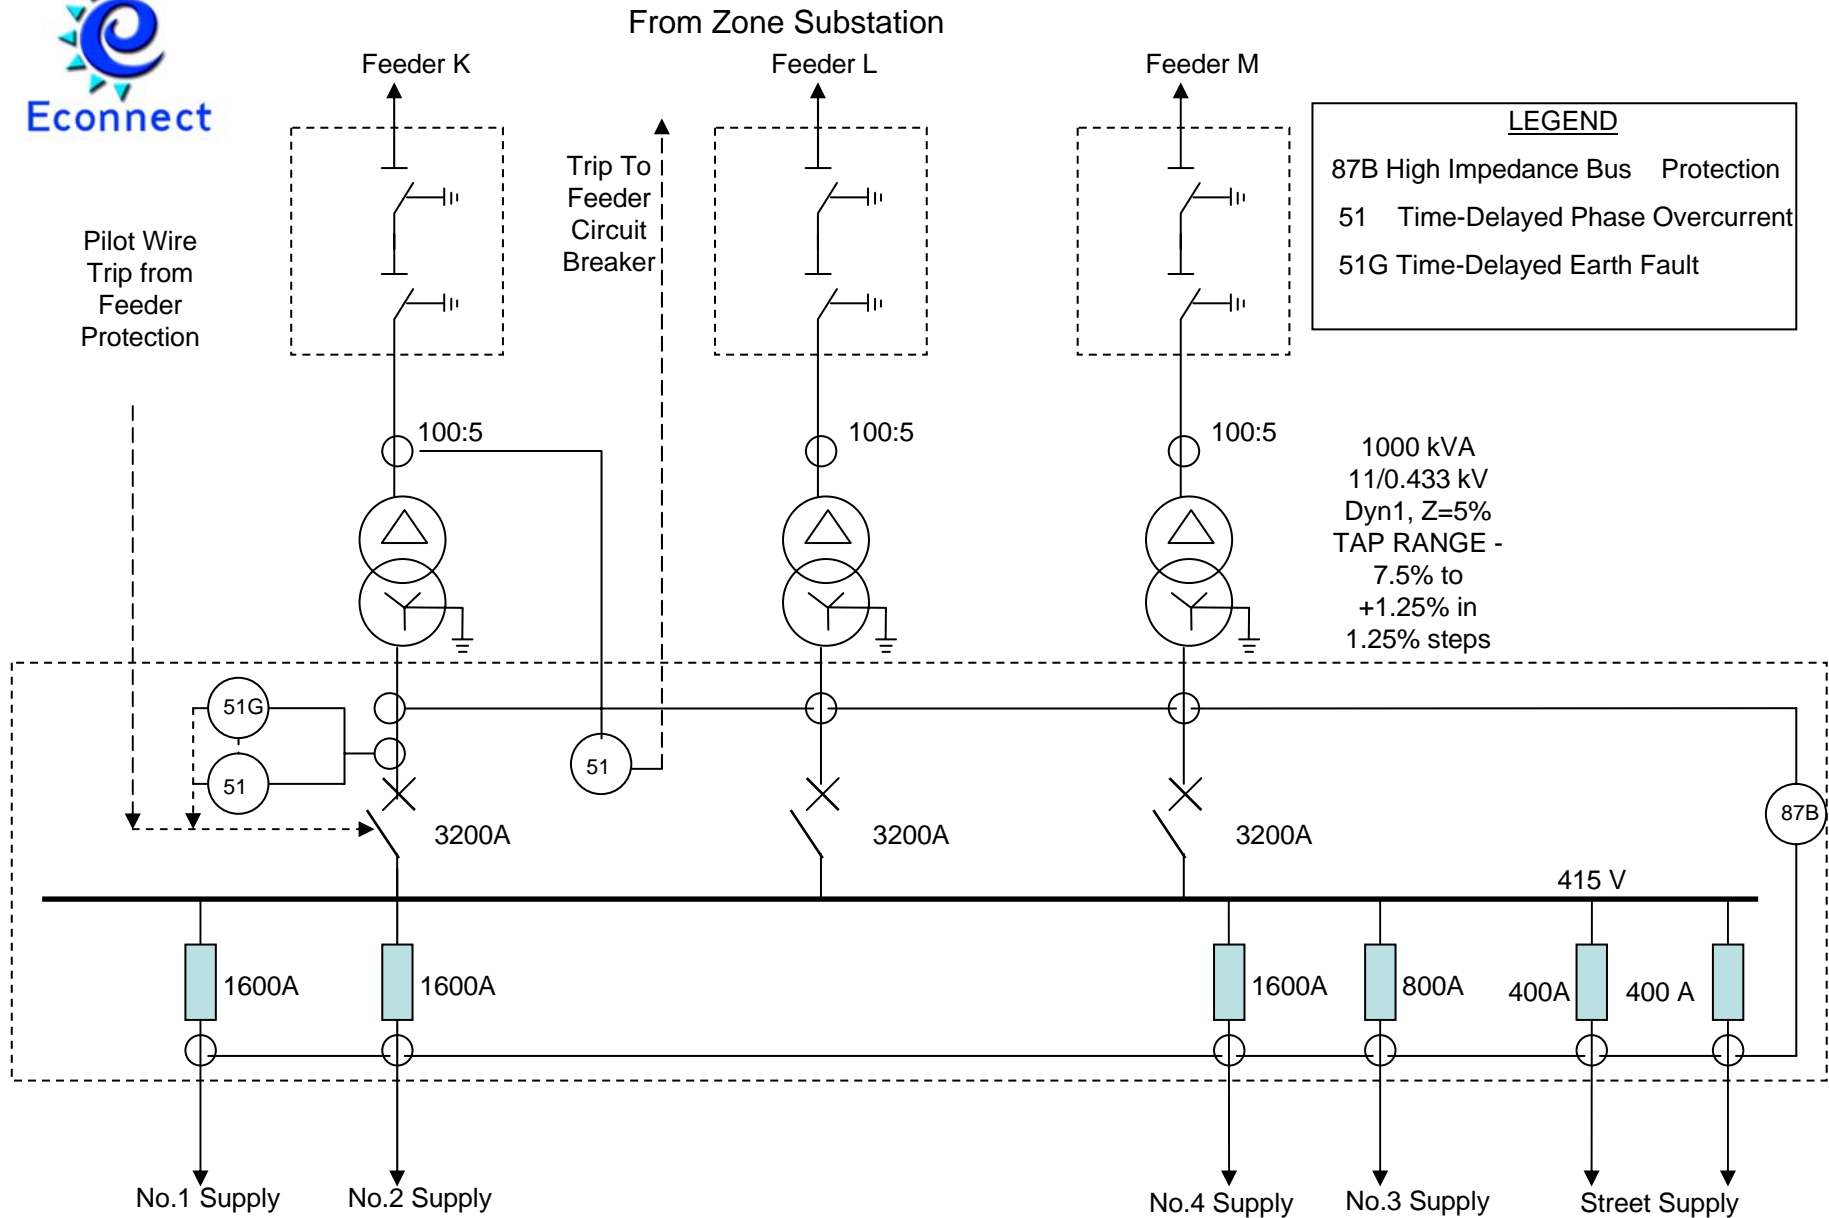 From Zone Substation
Econnect
Feeder K
Feeder L
Feeder M
LEGEND
87B High Impedance Bus Protection
51 Time-Delayed Phase Overcurrent
51G Time-Delayed Earth Fault
Trip To
Feeder
Circuit
Breaker
Pilot Wire
Trip from
Feeder
Protection
100:5
100:5
100:5
1000 kVA
11/0.433 kV
Dyn1, Z=5%
TAP RANGE -
7.5% to
+1.25% in
1.25% steps
51G
51
51
87B
3200A
3200A
3200A
415 V
1600A
1600A
1600A
800A
400A
400 A
No.1 Supply
No.2 Supply
No.4 Supply
No.3 Supply
Street Supply